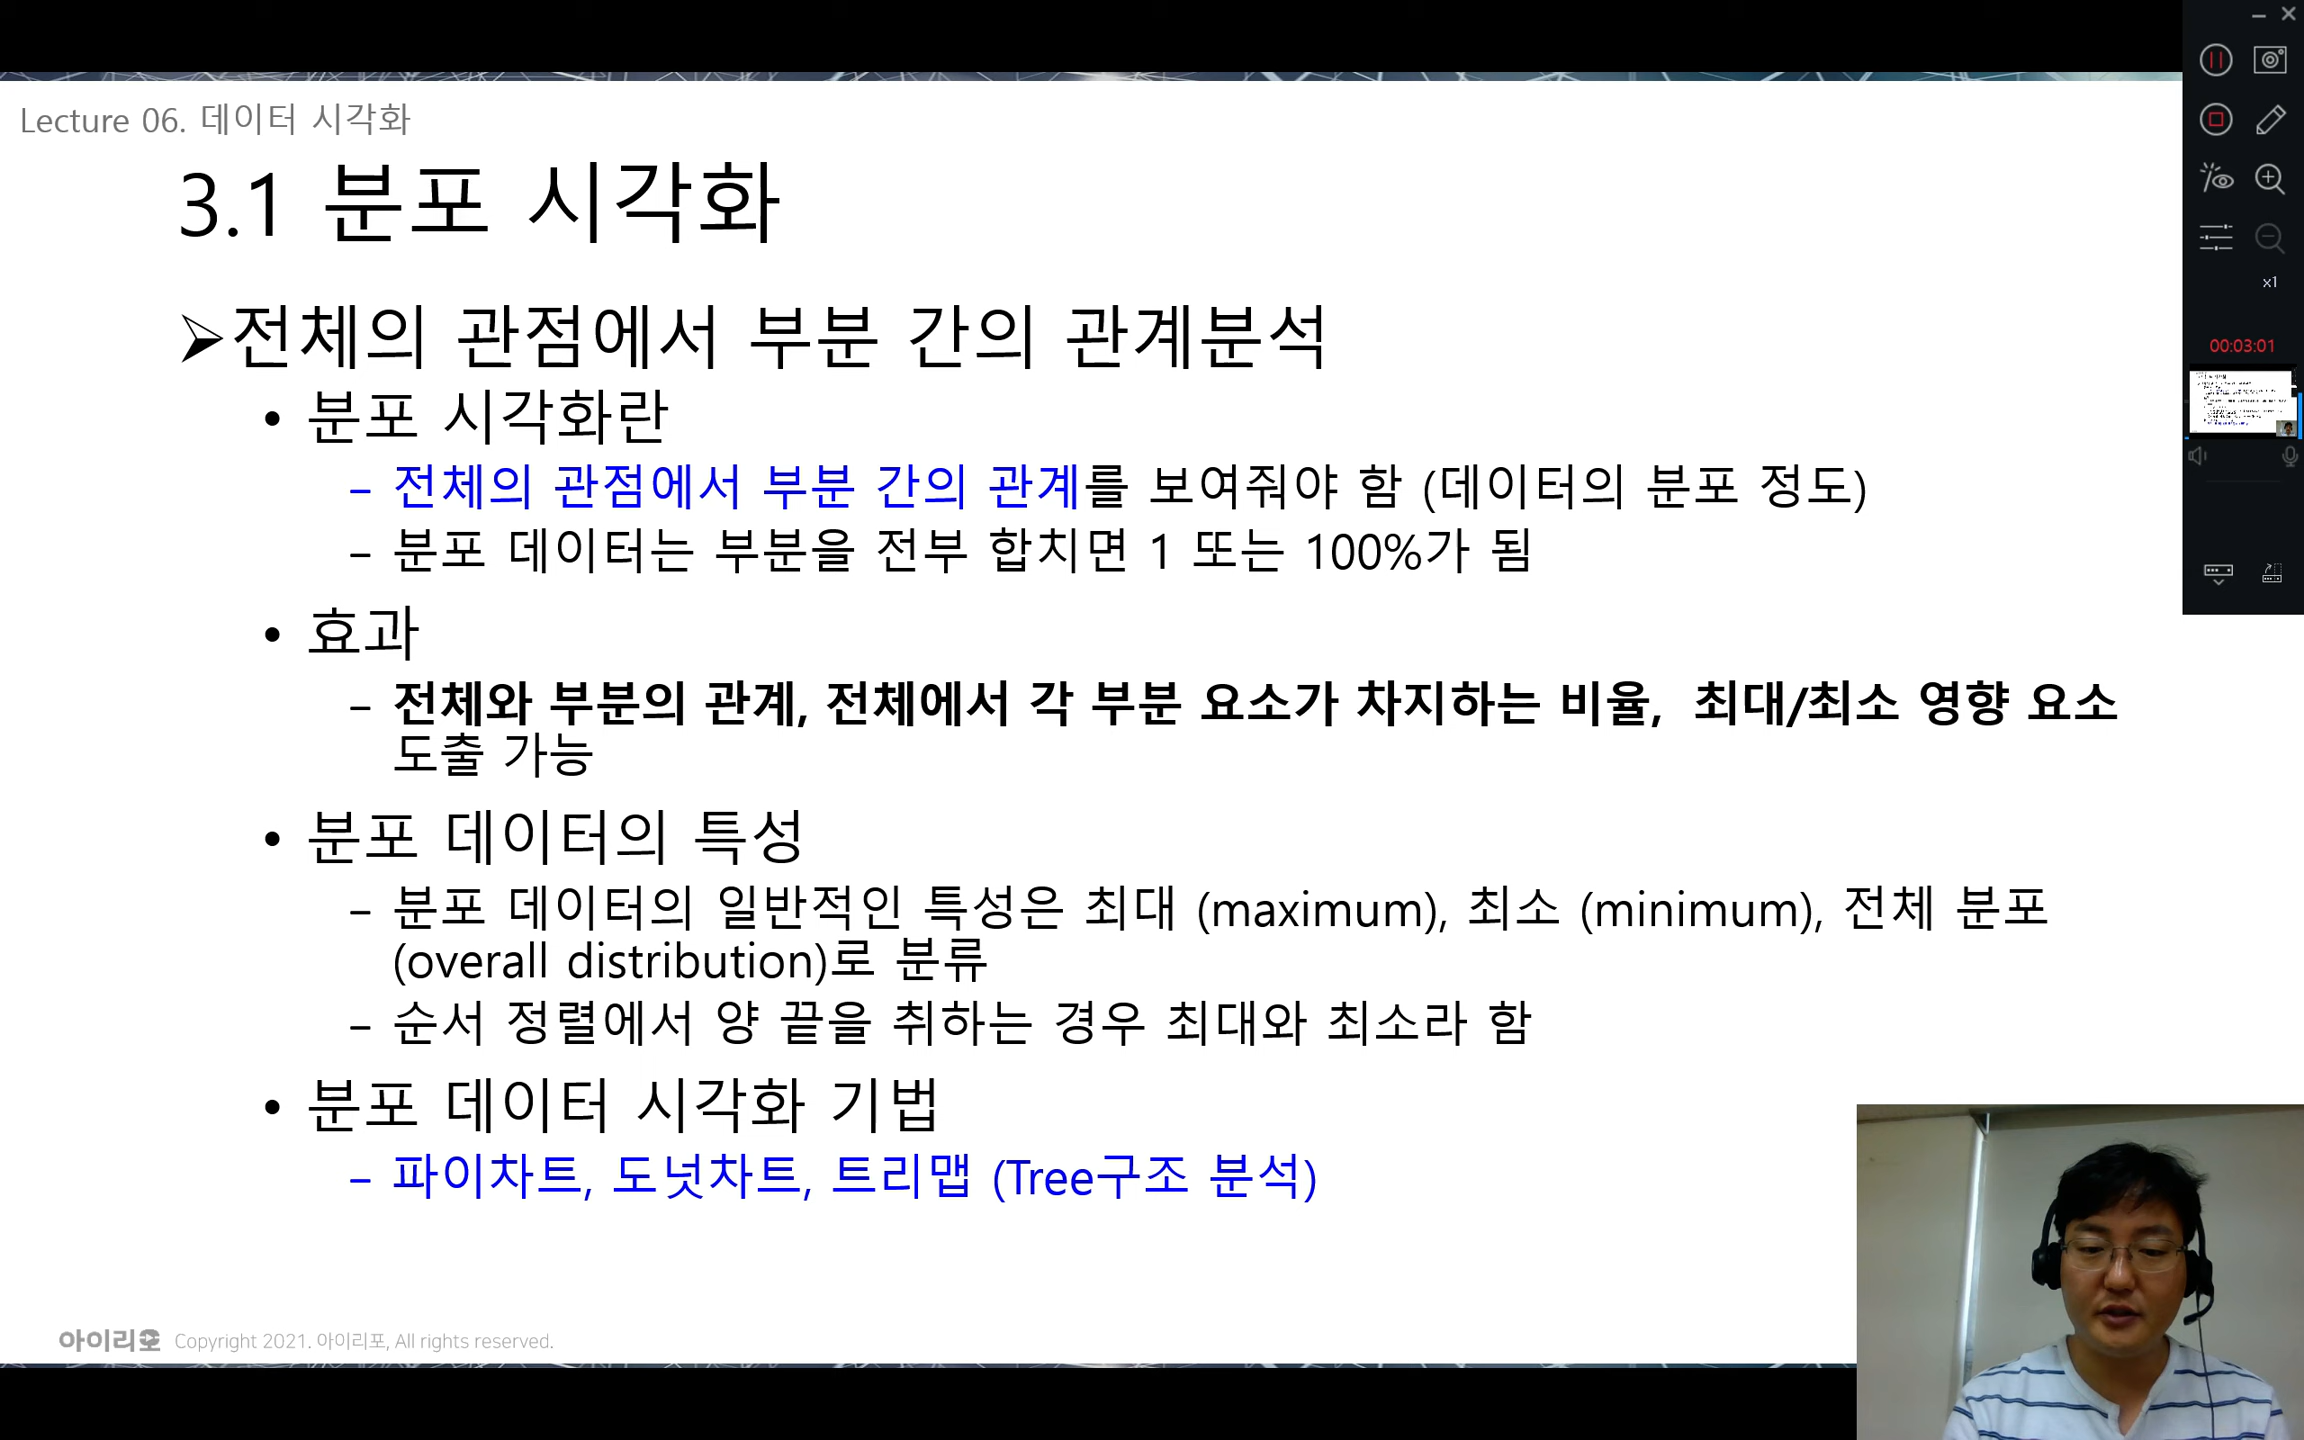 Lecture 06. 데이터 시각화
3.1 분포 시각화
➢전체의 관점에서 부분 간의 관계분석
• 분포 시각화란
– 전체의 관점에서 부분 간의 관계를 보여줘야 함 (데이터의 분포 정도)
– 분포 데이터는 부분을 전부 합치면 1 또는 100%가 됨
• 효과
– 전체와 부분의 관계, 전체에서 각 부분 요소가 차지하는 비율, 최대/최소 영향 요소
도출 가능
• 분포 데이터의 특성
– 분포 데이터의 일반적인 특성은 최대 (maximum), 최소 (minimum), 전체 분포
(overall distribution)로 분류
– 순서 정렬에서 양 끝을 취하는 경우 최대와 최소라 함
• 분포 데이터 시각화 기법
– 파이차트, 도넛차트, 트리맵 (Tree구조 분석)
아이리포 Copyright 2021. 아이리포, All rights reserved.
x1
00:03:01